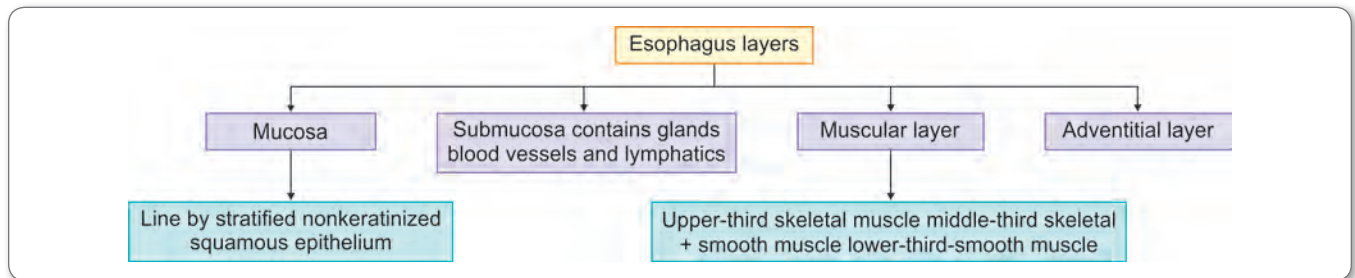 Esophagus layers
Mucosa
Submucosa contains glands
blood vessels and lymphatics
Muscular layer
Adventitial layer
Line by stratified nonkeratinized
squamous epithelium
Upper-third skeletal muscle middle-third skeletal
+ smooth muscle lower-third-smooth muscle